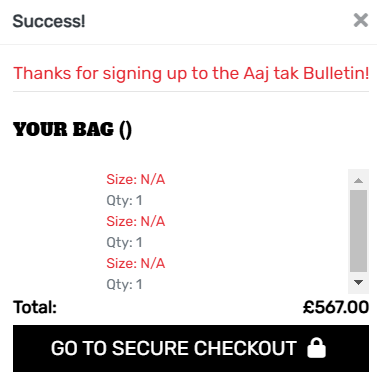 Success!
Thanks for signing up to the Aaj tak Bulletin!
YOUR BAG ()
Size: N/A
Qty: 1
Size: N/A
Qty: 1
Size: N/A
Qty: 1
Total: £567.00
GO TO SECURE CHECKOUT